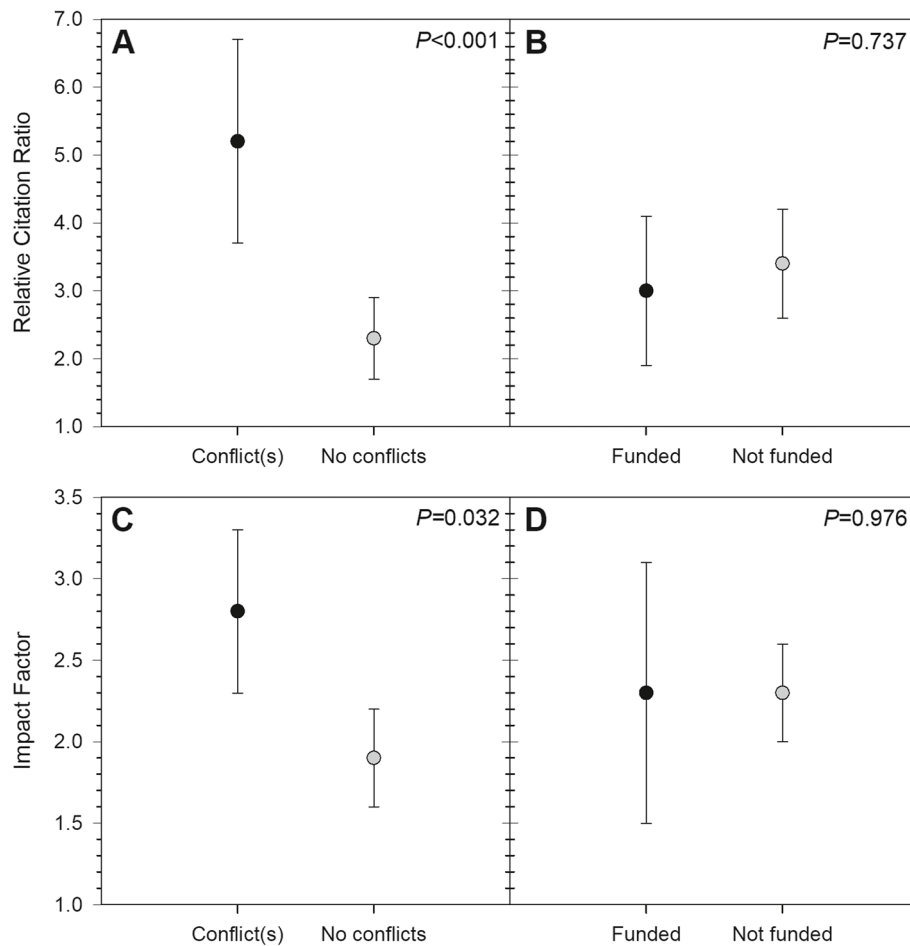 A
P<0.001
B
P=0.737
Relative Citation Ratio
7.0
6.0
5.0
4.0
3.0
2.0
1.0
Conflict(s)
No conflicts
Funded
Not funded
C
P=0.032
D
P=0.976
Impact Factor
3.5
3.0
2.5
2.0
1.5
1.0
Conflict(s)
No conflicts
Funded
Not funded